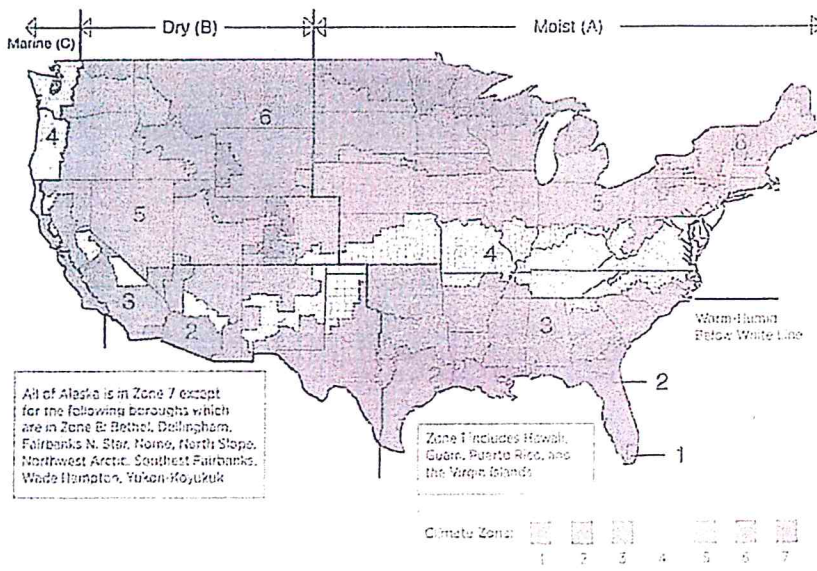 Marine (C) Dry (B) Moist (A)
6
6
4
5
5
4
3
3
2
Warm-Humid
Below White Line
2
2
1
All of Alaska is in Zone 7 except
for the following boroughs which
are in Zone 8: Bethel, Dellingham,
Fairbanks N. Star, Nome, North Slope,
Northwest Arctic, Southest Fairbanks,
Wade Hampton, Yukon-Koyukuk
Zone 1 includes Hawaii,
Guam, Puerto Rico, and
the Virgin Islands
Climate Zone:
1 2 3 4 5 6 7